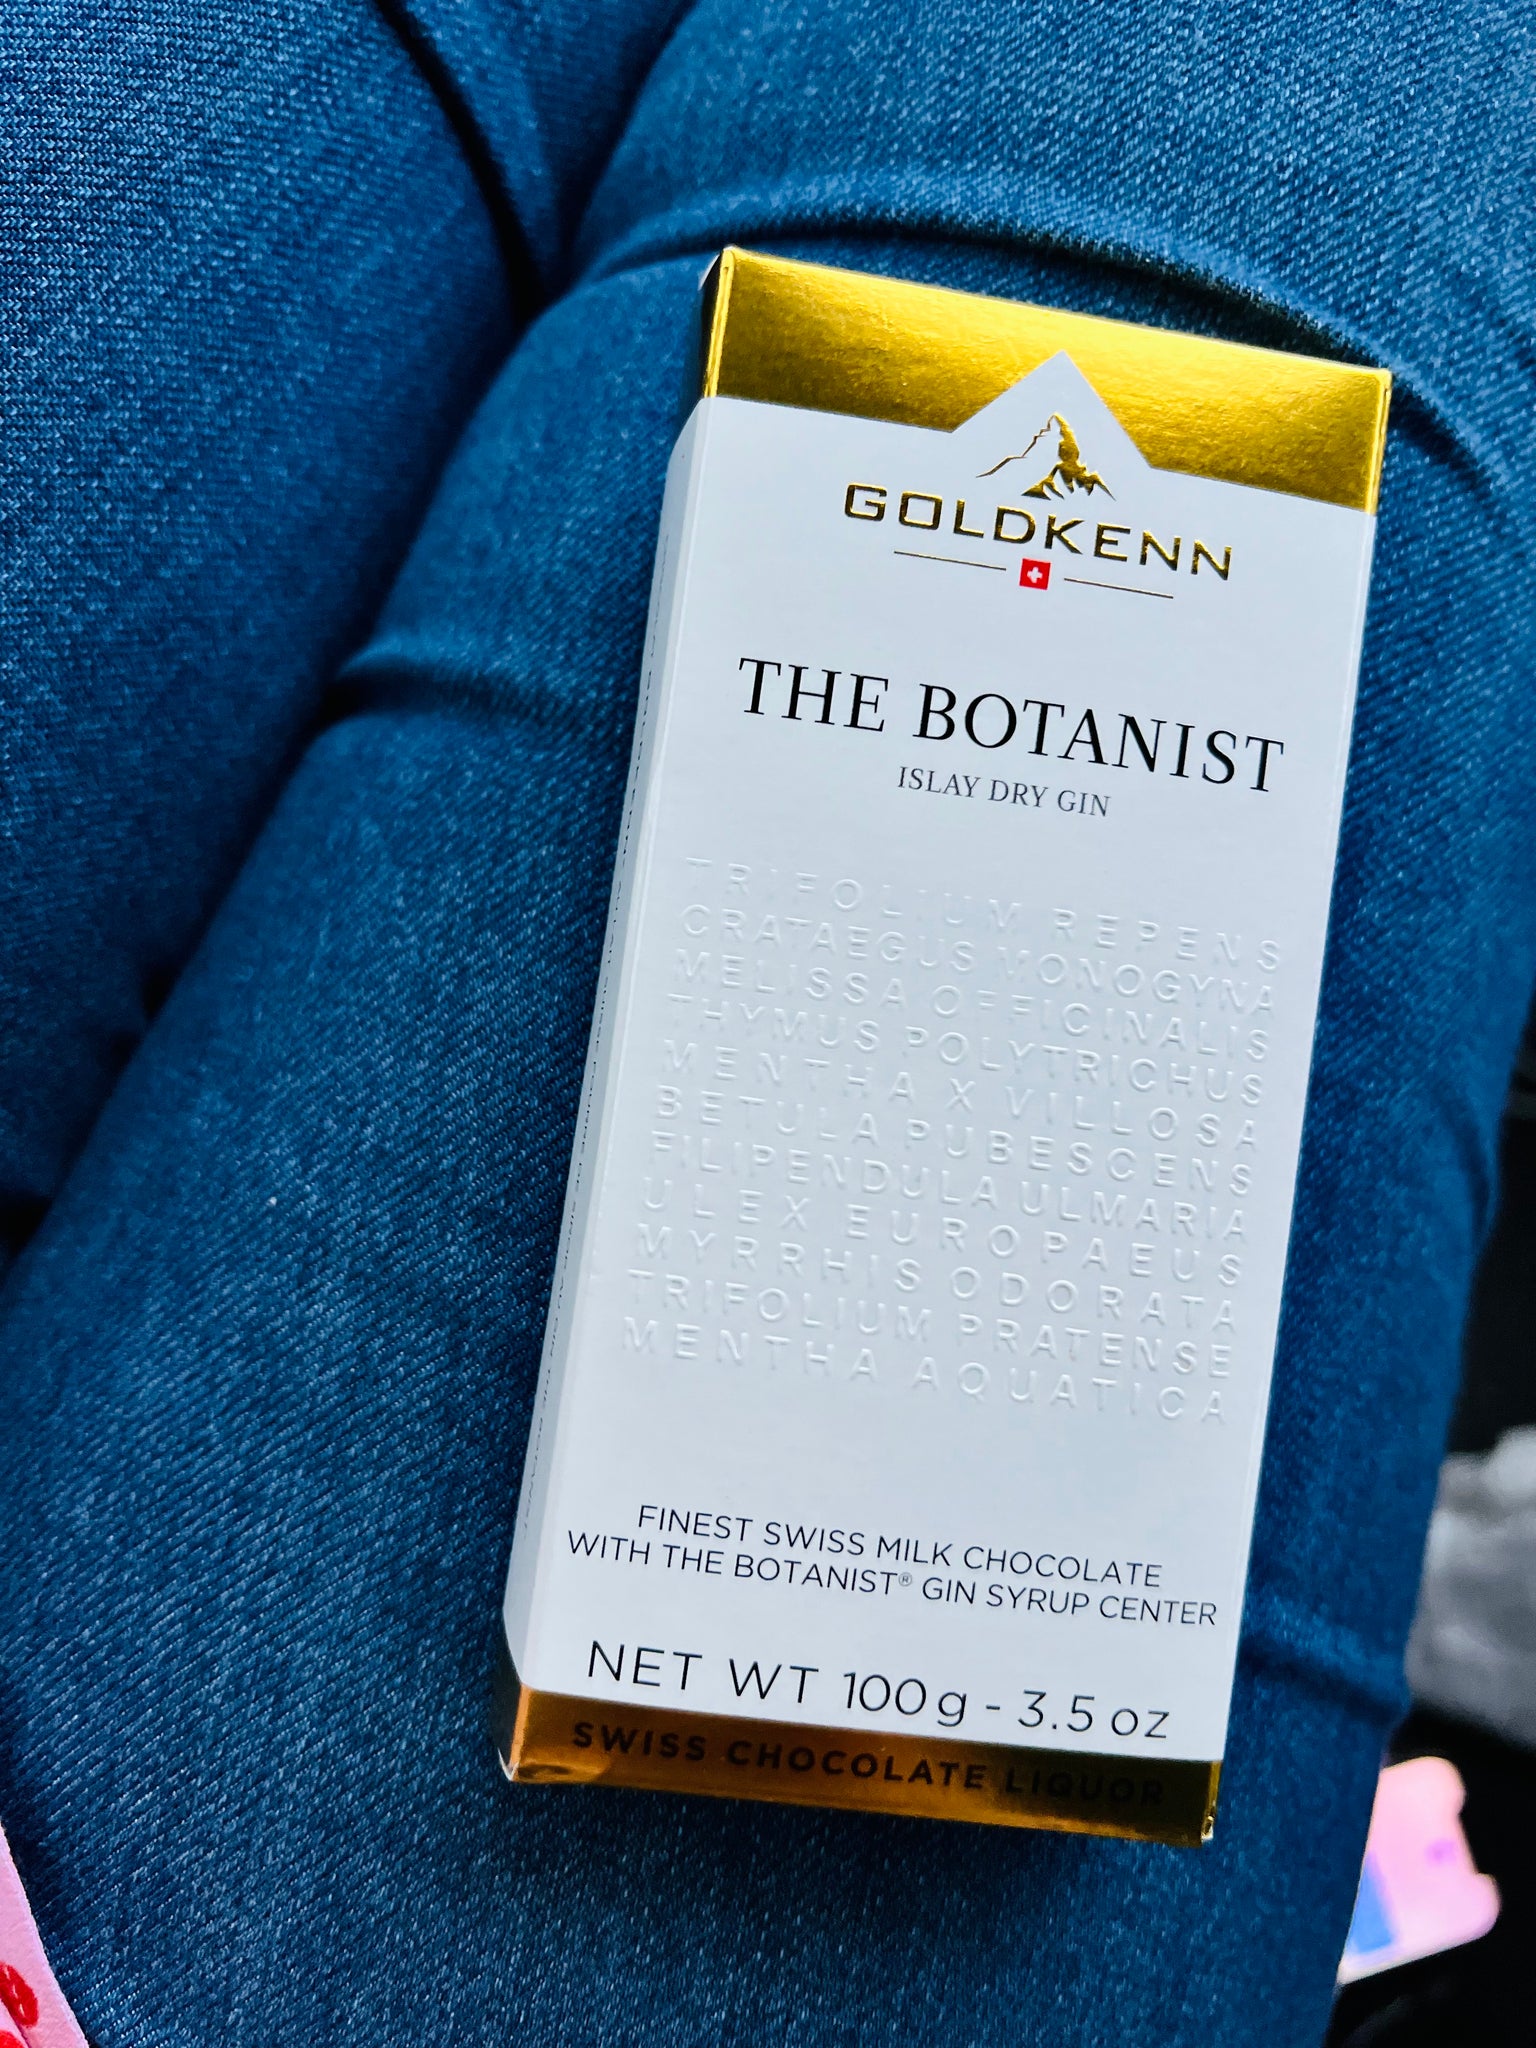 GOLDKENN
THE BOTANIST
ISLAY DRY GIN
TRIFOLIUM REPENS
CRATAEGUS MONOGYNA
MELISSA OFFICINALIS
THYMUS POLYTRICHUS
MENTHA X VILLOSA
BETULA PUBESCENS
FILIPENDULA ULMARIA
ULEX EUROPAEUS
MYRRHIS ODORATA
TRIFOLIUM PRATENSE
MENTHA AQUATICA
FINEST SWISS MILK CHOCOLATE
WITH THE BOTANIST® GIN SYRUP CENTER
NET WT 100g - 3.5 oz
SWISS CHOCOLATE LIQUOR